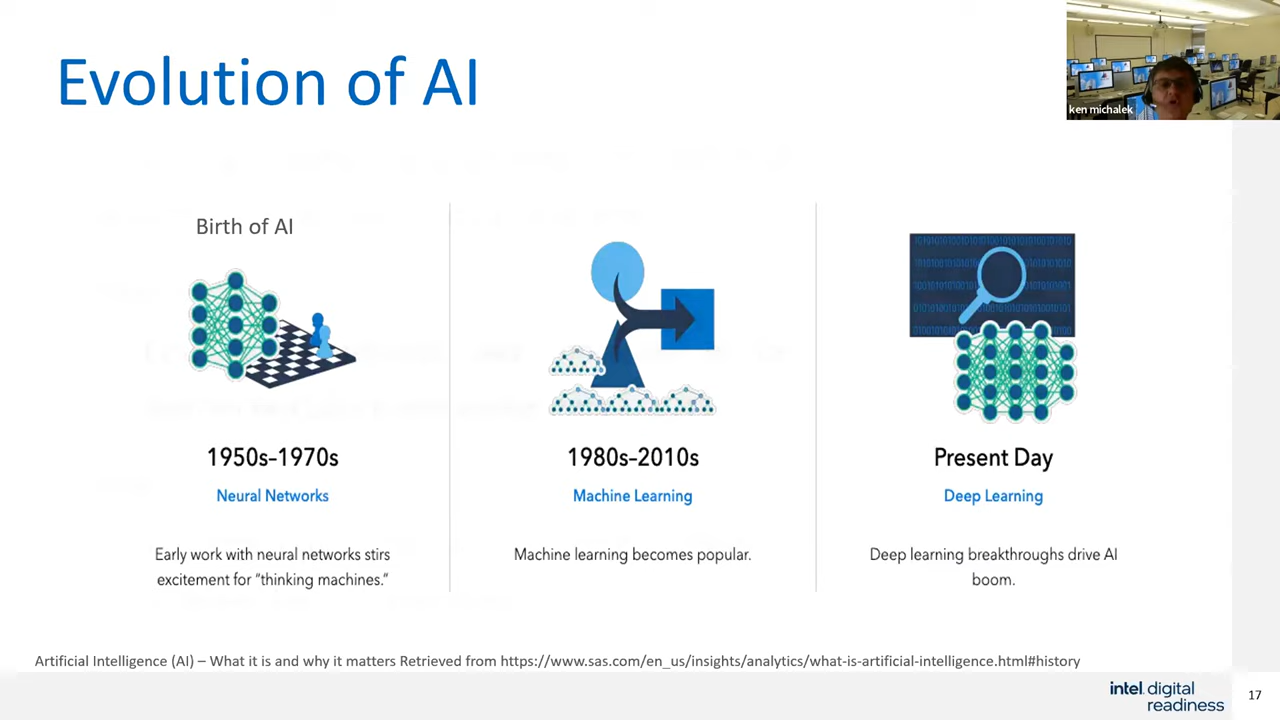 Evolution of AI
ken michalek
Birth of AI
1950s–1970s
Neural Networks
Early work with neural networks stirs
excitement for “thinking machines.”
1980s–2010s
Machine Learning
Machine learning becomes popular.
Present Day
Deep Learning
Deep learning breakthroughs drive AI
boom.
Artificial Intelligence (AI) – What it is and why it matters Retrieved from https://www.sas.com/en_us/insights/analytics/what-is-artificial-intelligence.html#history
intel digital
readiness
17